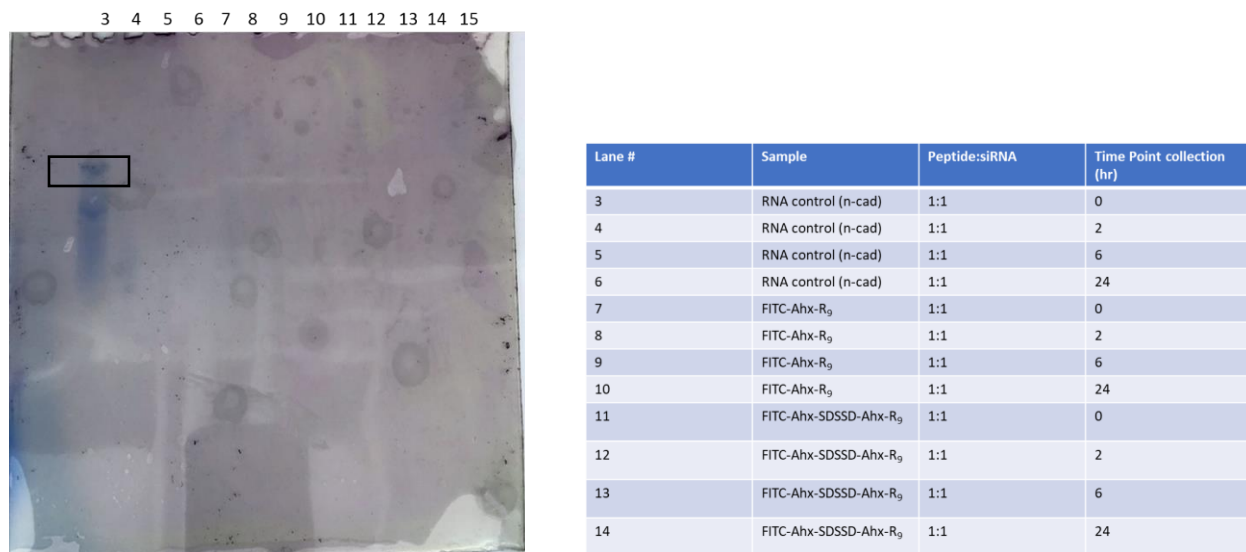 3 4 5 6 7 8 9 10 11 12 13 14 15
Lane # Sample Peptide:siRNA Time Point collection
(hr)
3 RNA control (n-cad) 1:1 0
4 RNA control (n-cad) 1:1 2
5 RNA control (n-cad) 1:1 6
6 RNA control (n-cad) 1:1 24
7 FITC-Ahx-R₉ 1:1 0
8 FITC-Ahx-R₉ 1:1 2
9 FITC-Ahx-R₉ 1:1 6
10 FITC-Ahx-R₉ 1:1 24
11 FITC-Ahx-SDSSD-Ahx-R₉ 1:1 0
12 FITC-Ahx-SDSSD-Ahx-R₉ 1:1 2
13 FITC-Ahx-SDSSD-Ahx-R₉ 1:1 6
14 FITC-Ahx-SDSSD-Ahx-R₉ 1:1 24